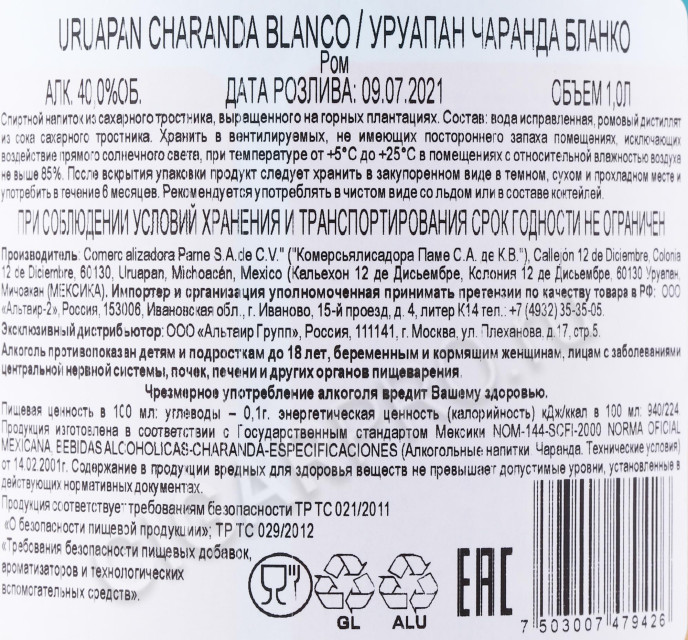 URUAPAN CHARANDA BLANCO / УРУАПАН ЧАРАНДА БЛАНКО
Ром
АЛК. 40,0%ОБ. ДАТА РОЗЛИВА: 09.07.2021 ОБЪЕМ 1,0Л
Спиртной напиток из сахарного тростника, выращенного на горных плантациях. Состав: вода исправленная, ромовый дистиллят
из сока сахарного тростника. Хранить в вентилируемых, не имеющих постороннего запаха помещениях, исключающих
воздействие прямого солнечного света, при температуре от +5°С до +25°С в помещениях с относительной влажностью воздуха
не выше 85%. После вскрытия упаковки продукт следует хранить в закупоренном виде в темном, сухом и прохладном месте и
употребить в течение 6 месяцев. Рекомендуется употреблять в чистом виде со льдом или в составе коктейлей.
ПРИ СОБЛЮДЕНИИ УСЛОВИЙ ХРАНЕНИЯ И ТРАНСПОРТИРОВАНИЯ СРОК ГОДНОСТИ НЕ ОГРАНИЧЕН
Производитель: Comerc alizadora Pame S.A.de C.V." ("Комерсьялисадора Паме С.А. де К.В."), Callejón 12 de Diciembre, Colonia
12 de Diciembre, 60130, Uruapan, Michoacén, Mexico (Кальехон 12 де Дисьембре, Колония 12 де Дисьембре, 60130 Уруапан,
Мичоакан (МЕКСИКА). Импортер и организация уполномоченная принимать претензии по качеству товара в РФ: ООО
«Альтвир-2», Россия, 153006, Ивановская обл., г. Иваново, 15-й проезд, д. 4, литер К14 тел.: +7 (4932) 35-35-05.
Эксклюзивный дистрибьютор: ООО «Альтвир Групп», Россия, 111141, г. Москва, ул. Плеханова, д.17, стр.5.
Алкоголь противопоказан детям и подросткам до 18 лет, беременным и кормящим женщинам, лицам с заболеваниями
центральной нервной системы, почек, печени и других органов пищеварения.
Чрезмерное употребление алкоголя вредит Вашему здоровью.
Пищевая ценность в 100 мл: углеводы – 0,1г. энергетическая ценность (калорийность) кДж/ккал в 100 мл: 940/224.
Продукция изготовлена в соответствии с Государственным стандартом Мексики NOM-144-SCFI-2000 NORMA OFICIAL
MEXICANA. BEBIDAS ALCOHOLICAS-CHARANDA-ESPECIFICACIONES (Алкогольные напитки. Чаранда. Технические условия)
от 14.02.2001г. Содержание в продукции вредных для здоровья веществ не превышает допустимые уровни, установленные в
действующих нормативных документах.
Продукция соответствует требованиям безопасности ТР ТС 021/2011
«О безопасности пищевой продукции»; ТР ТС 029/2012
«Требования безопасности пищевых добавок,
ароматизаторов и технологических
вспомогательных средств».
GL ALU EAC
7 503007 479426